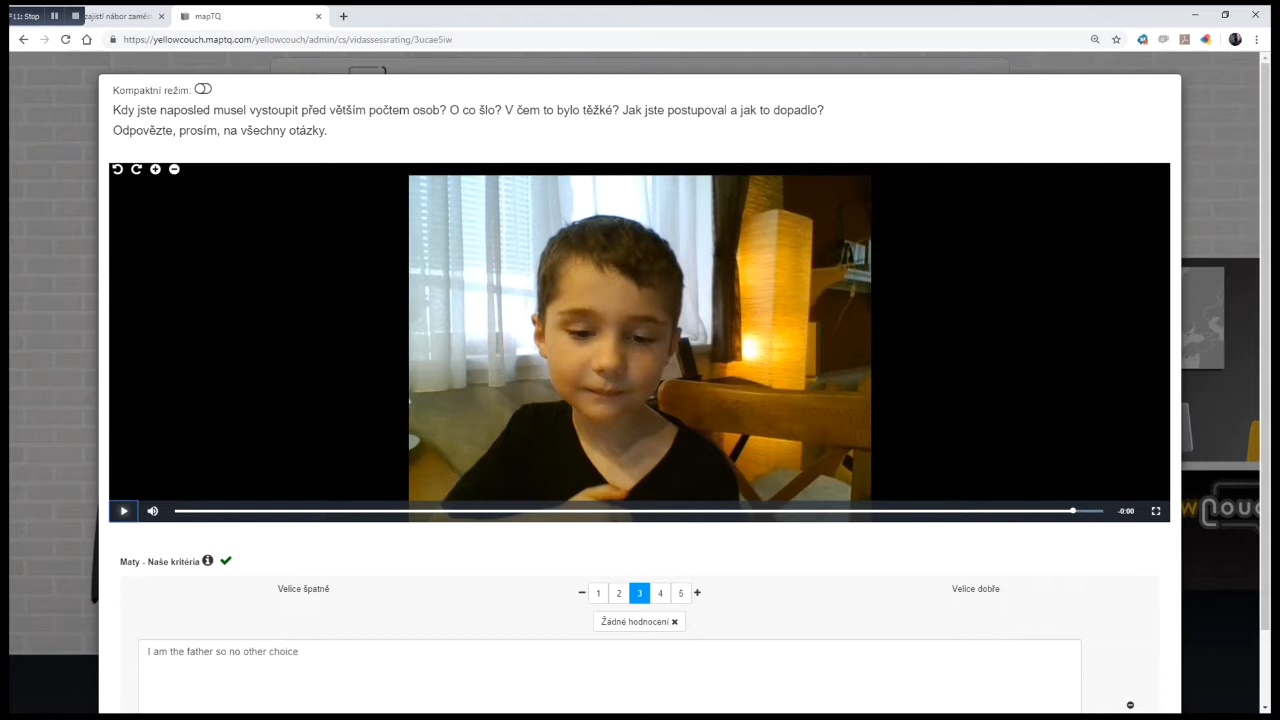 F11: Stop
zajistí nábor zaměst
mapTQ
https://yellowcouch.maptq.com/yellowcouch/admin/cs/vidassessrating/3ucae5iw
Kompaktní režim:
Kdy jste naposled musel vystoupit před větším počtem osob? O co šlo? V čem to bylo těžké? Jak jste postupoval a jak to dopadlo?
Odpovězte, prosím, na všechny otázky.
-0:00
Maty - Naše kritéria
Velice špatně
1 2 3 4 5
Velice dobře
Žádné hodnocení
I am the father so no other choice